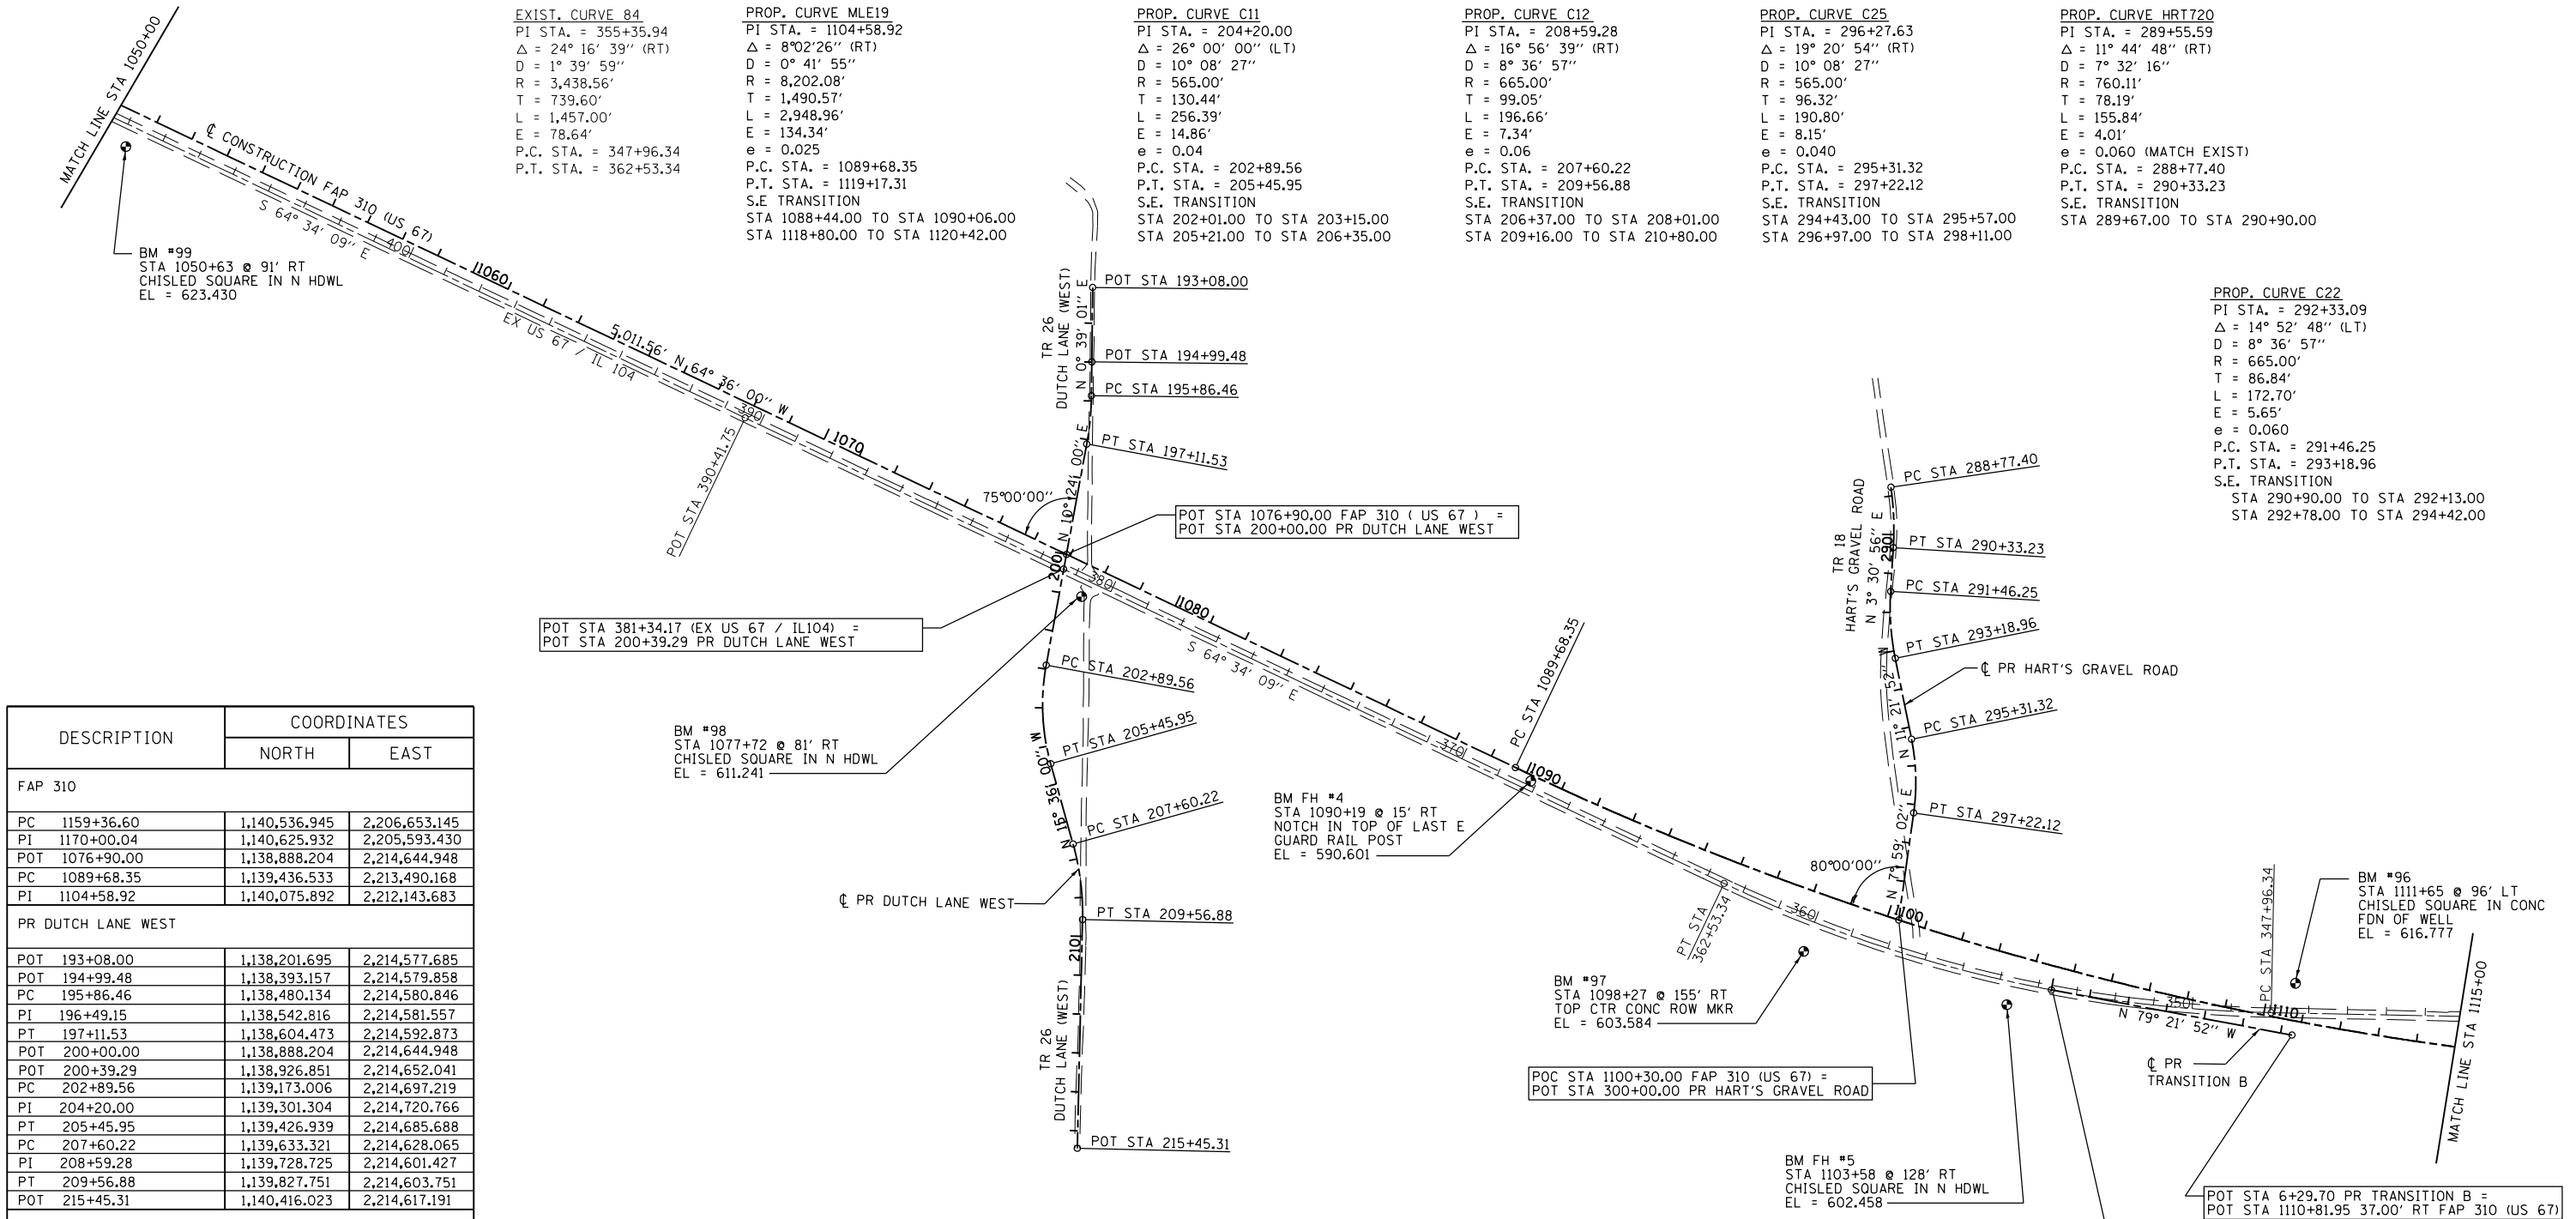 EXIST. CURVE 84
PI STA. = 355+35.94
Δ = 24° 16' 39'' (RT)
D = 1° 39' 59''
R = 3,438.56'
T = 739.60'
L = 1,457.00'
E = 78.64'
P.C. STA. = 347+96.34
P.T. STA. = 362+53.34
PROP. CURVE MLE19
PI STA. = 1104+58.92
Δ = 8°02'26'' (RT)
D = 0° 41' 55''
R = 8,202.08'
T = 1,490.57'
L = 2,948.96'
E = 134.34'
e = 0.025
P.C. STA. = 1089+68.35
P.T. STA. = 1119+17.31
S.E TRANSITION
STA 1088+44.00 TO STA 1090+06.00
STA 1118+80.00 TO STA 1120+42.00
PROP. CURVE C11
PI STA. = 204+20.00
Δ = 26° 00' 00'' (LT)
D = 10° 08' 27''
R = 565.00'
T = 130.44'
L = 256.39'
E = 14.86'
e = 0.04
P.C. STA. = 202+89.56
P.T. STA. = 205+45.95
S.E. TRANSITION
STA 202+01.00 TO STA 203+15.00
STA 205+21.00 TO STA 206+35.00
PROP. CURVE C12
PI STA. = 208+59.28
Δ = 16° 56' 39'' (RT)
D = 8° 36' 57''
R = 665.00'
T = 99.05'
L = 196.66'
E = 7.34'
e = 0.06
P.C. STA. = 207+60.22
P.T. STA. = 209+56.88
S.E. TRANSITION
STA 206+37.00 TO STA 208+01.00
STA 209+16.00 TO STA 210+80.00
PROP. CURVE C25
PI STA. = 296+27.63
Δ = 19° 20' 54'' (RT)
D = 10° 08' 27''
R = 565.00'
T = 96.32'
L = 190.80'
E = 8.15'
e = 0.040
P.C. STA. = 295+31.32
P.T. STA. = 297+22.12
S.E. TRANSITION
STA 294+43.00 TO STA 295+57.00
STA 296+97.00 TO STA 298+11.00
PROP. CURVE HRT720
PI STA. = 289+55.59
Δ = 11° 44' 48'' (RT)
D = 7° 32' 16''
R = 760.11'
T = 78.19'
L = 155.84'
E = 4.01'
e = 0.060 (MATCH EXIST)
P.C. STA. = 288+77.40
P.T. STA. = 290+33.23
S.E. TRANSITION
STA 289+67.00 TO STA 290+90.00
PROP. CURVE C22
PI STA. = 292+33.09
Δ = 14° 52' 48'' (LT)
D = 8° 36' 57''
R = 665.00'
T = 86.84'
L = 172.70'
E = 5.65'
e = 0.060
P.C. STA. = 291+46.25
P.T. STA. = 293+18.96
S.E. TRANSITION
STA 290+90.00 TO STA 292+13.00
STA 292+78.00 TO STA 294+42.00
MATCH LINE STA 1050+00
℄ CONSTRUCTION FAP 310 (US 67)
S 64° 34' 09'' E
400
1060
BM #99
STA 1050+63 @ 91' RT
CHISLED SQUARE IN N HDWL
EL = 623.430
EX US 67 / IL 104
5,011.56' N 64° 36' 00'' W
390
1070
POT STA 390+41.75
TR 26
DUTCH LANE (WEST)
N 0° 39' 01'' E
POT STA 193+08.00
POT STA 194+99.48
PC STA 195+86.46
PT STA 197+11.53
N 10° 24' 00'' E
75°00'00''
POT STA 1076+90.00 FAP 310 ( US 67 ) =
POT STA 200+00.00 PR DUTCH LANE WEST
200
380
1080
S 64° 34' 09'' E
POT STA 381+34.17 (EX US 67 / IL104) =
POT STA 200+39.29 PR DUTCH LANE WEST
PC STA 202+89.56
BM #98
STA 1077+72 @ 81' RT
CHISLED SQUARE IN N HDWL
EL = 611.241
PT STA 205+45.95
N 15° 36' 00'' W
PC STA 207+60.22
℄ PR DUTCH LANE WEST
PT STA 209+56.88
210
TR 26
DUTCH LANE (WEST)
POT STA 215+45.31
PC STA 1089+68.35
370
1090
BM FH #4
STA 1090+19 @ 15' RT
NOTCH IN TOP OF LAST E
GUARD RAIL POST
EL = 590.601
TR 18
HART'S GRAVEL ROAD
N 3° 30' 56'' E
290
PC STA 288+77.40
PT STA 290+33.23
PC STA 291+46.25
PT STA 293+18.96
℄ PR HART'S GRAVEL ROAD
N 11° 21' 52'' W
PC STA 295+31.32
PT STA 297+22.12
N 7° 59' 02'' E
80°00'00''
PT STA
362+53.34
360
1100
BM #97
STA 1098+27 @ 155' RT
TOP CTR CONC ROW MKR
EL = 603.584
POC STA 1100+30.00 FAP 310 (US 67) =
POT STA 300+00.00 PR HART'S GRAVEL ROAD
BM FH #5
STA 1103+58 @ 128' RT
CHISLED SQUARE IN N HDWL
EL = 602.458
PC STA 347+96.34
350
1110
N 79° 21' 52'' W
℄ PR
TRANSITION B
BM #96
STA 1111+65 @ 96' LT
CHISLED SQUARE IN CONC
FDN OF WELL
EL = 616.777
MATCH LINE STA 1115+00
POT STA 6+29.70 PR TRANSITION B =
POT STA 1110+81.95 37.00' RT FAP 310 (US 67)
DESCRIPTION COORDINATES
NORTH EAST
FAP 310
PC 1159+36.60 1,140,536.945 2,206,653.145
PI 1170+00.04 1,140,625.932 2,205,593.430
POT 1076+90.00 1,138,888.204 2,214,644.948
PC 1089+68.35 1,139,436.533 2,213,490.168
PI 1104+58.92 1,140,075.892 2,212,143.683
PR DUTCH LANE WEST
POT 193+08.00 1,138,201.695 2,214,577.685
POT 194+99.48 1,138,393.157 2,214,579.858
PC 195+86.46 1,138,480.134 2,214,580.846
PI 196+49.15 1,138,542.816 2,214,581.557
PT 197+11.53 1,138,604.473 2,214,592.873
POT 200+00.00 1,138,888.204 2,214,644.948
POT 200+39.29 1,138,926.851 2,214,652.041
PC 202+89.56 1,139,173.006 2,214,697.219
PI 204+20.00 1,139,301.304 2,214,720.766
PT 205+45.95 1,139,426.939 2,214,685.688
PC 207+60.22 1,139,633.321 2,214,628.065
PI 208+59.28 1,139,728.725 2,214,601.427
PT 209+56.88 1,139,827.751 2,214,603.751
POT 215+45.31 1,140,416.023 2,214,617.191